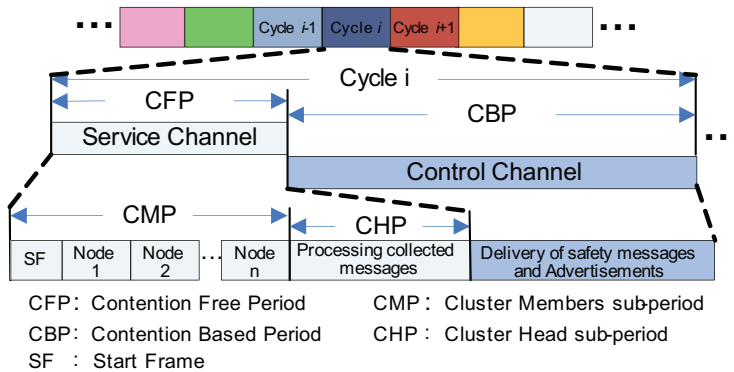 ... Cycle i-1 Cycle i Cycle i+1 ...
Cycle i
CFP
CBP
Service Channel
...
Control Channel
CMP
CHP
SF Node 1 Node 2 ... Node n Processing collected messages Delivery of safety messages and Advertisements
CFP: Contention Free Period CMP: Cluster Members sub-period
CBP: Contention Based Period CHP: Cluster Head sub-period
SF : Start Frame